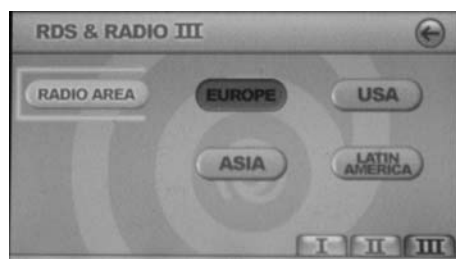 RDS & RADIO III
RADIO AREA
EUROPE
USA
ASIA
LATIN
AMERICA
I II III